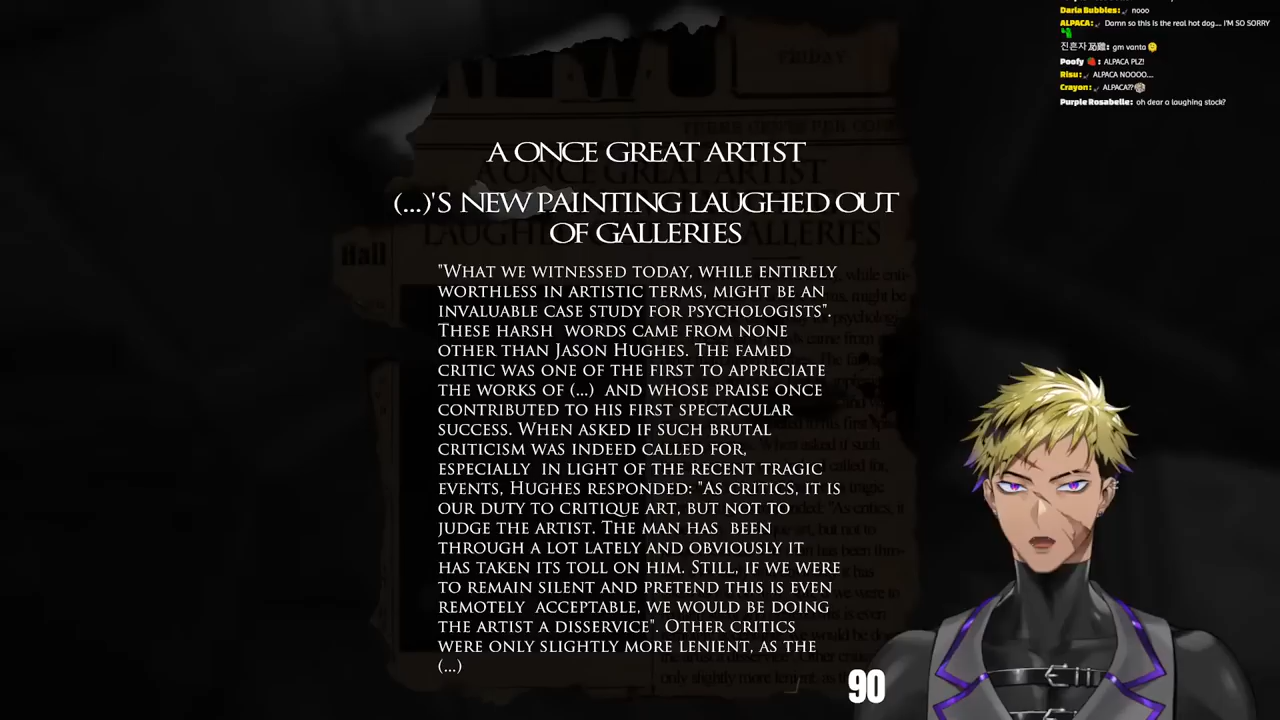 Darla Bubbles: nooo
ALPACA: Damn so this is the real hot dog.... I'M SO SORRY
gm vanta
Poofy: ALPACA PLZ!
Risu: ALPACA NOOOO....
Crayon: ALPACA??
Purple Rosabelle: oh dear a laughing stock?
FRIDAY
A ONCE GREAT ARTIST
(...)'S NEW PAINTING LAUGHED OUT
OF GALLERIES
"WHAT WE WITNESSED TODAY, WHILE ENTIRELY
WORTHLESS IN ARTISTIC TERMS, MIGHT BE AN
INVALUABLE CASE STUDY FOR PSYCHOLOGISTS".
THESE HARSH WORDS CAME FROM NONE
OTHER THAN JASON HUGHES. THE FAMED
CRITIC WAS ONE OF THE FIRST TO APPRECIATE
THE WORKS OF (...) AND WHOSE PRAISE ONCE
CONTRIBUTED TO HIS FIRST SPECTACULAR
SUCCESS. WHEN ASKED IF SUCH BRUTAL
CRITICISM WAS INDEED CALLED FOR,
ESPECIALLY IN LIGHT OF THE RECENT TRAGIC
EVENTS, HUGHES RESPONDED: "AS CRITICS, IT IS
OUR DUTY TO CRITIQUE ART, BUT NOT TO
JUDGE THE ARTIST. THE MAN HAS BEEN
THROUGH A LOT LATELY AND OBVIOUSLY IT
HAS TAKEN ITS TOLL ON HIM. STILL, IF WE WERE
TO REMAIN SILENT AND PRETEND THIS IS EVEN
REMOTELY ACCEPTABLE, WE WOULD BE DOING
THE ARTIST A DISSERVICE". OTHER CRITICS
WERE ONLY SLIGHTLY MORE LENIENT, AS THE
(...)
90